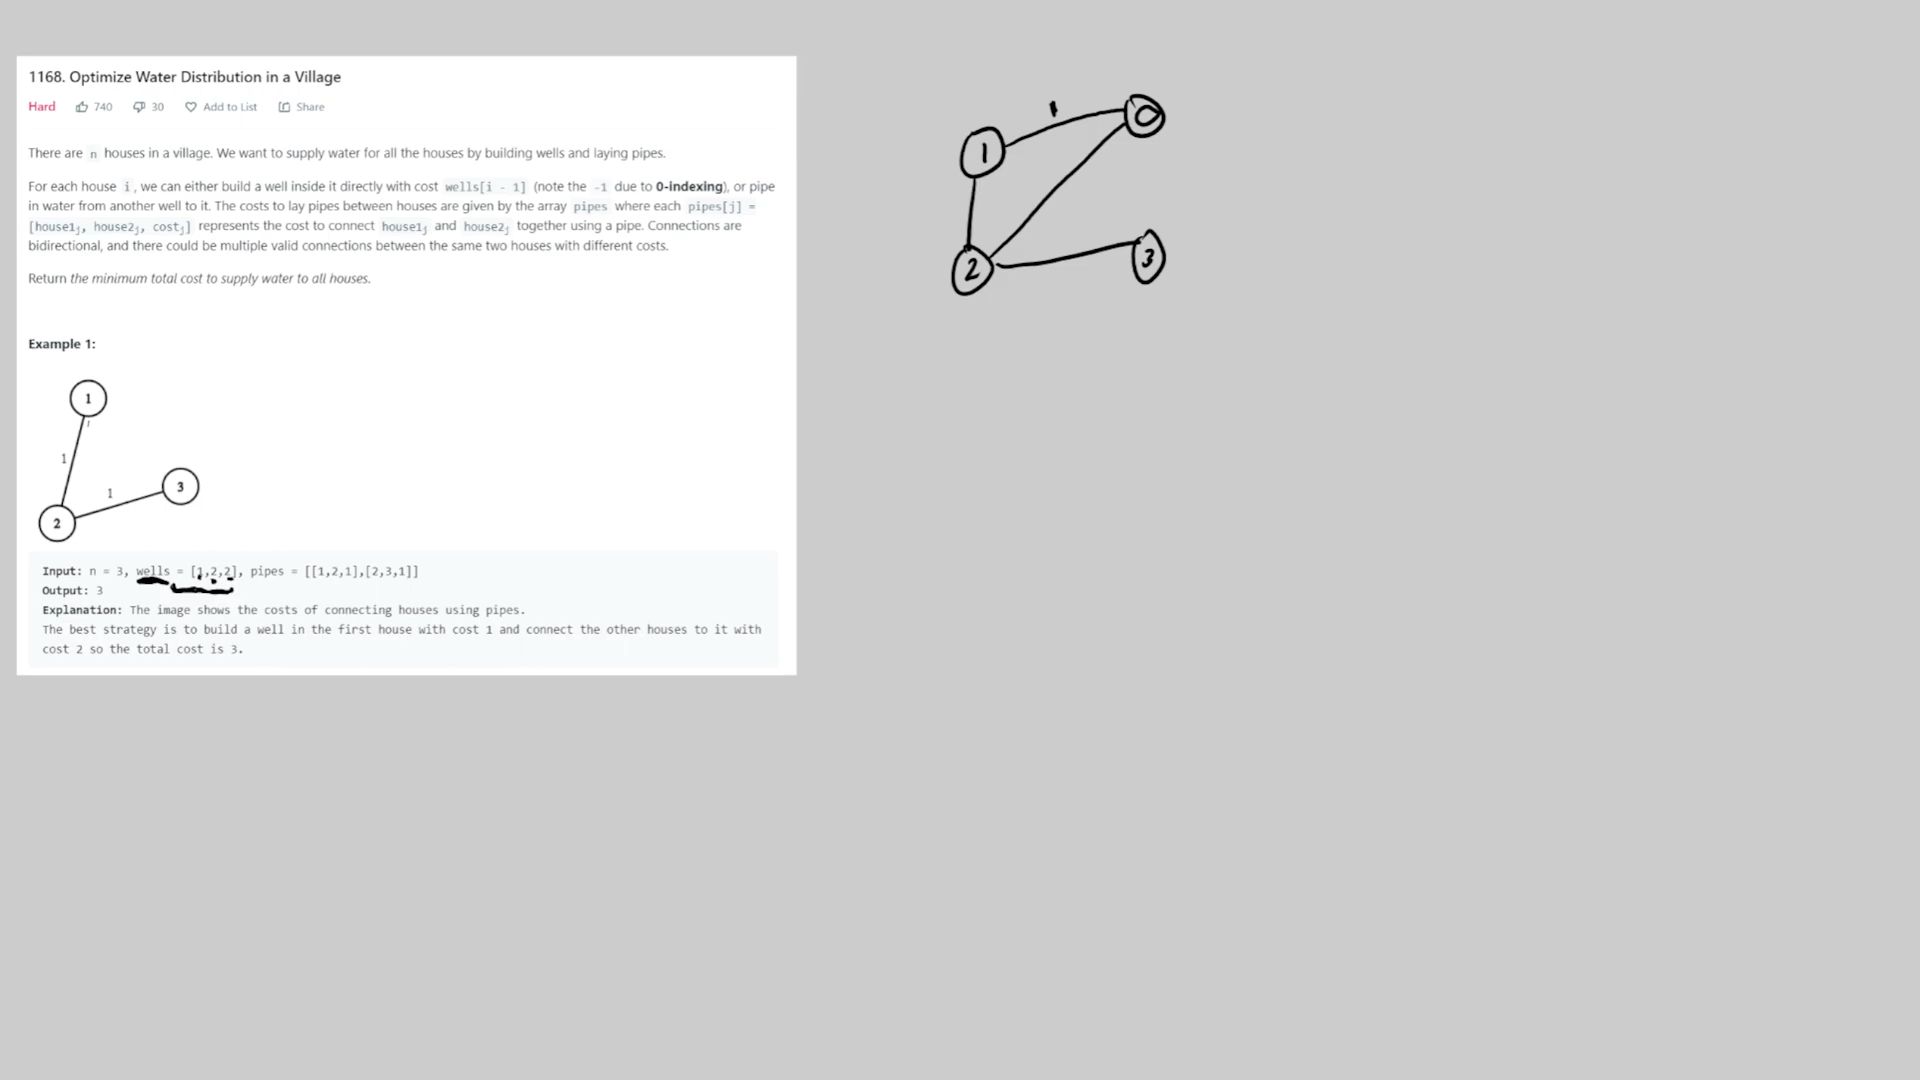 1168. Optimize Water Distribution in a Village
Hard 740 30 Add to List Share
There are n houses in a village. We want to supply water for all the houses by building wells and laying pipes.
For each house i, we can either build a well inside it directly with cost wells[i - 1] (note the -1 due to 0-indexing), or pipe
in water from another well to it. The costs to lay pipes between houses are given by the array pipes where each pipes[j] =
[house1j, house2j, costj] represents the cost to connect house1j and house2j together using a pipe. Connections are
bidirectional, and there could be multiple valid connections between the same two houses with different costs.
Return the minimum total cost to supply water to all houses.
Example 1:
1
1
1
3
2
Input: n = 3, wells = [1,2,2], pipes = [[1,2,1],[2,3,1]]
Output: 3
Explanation: The image shows the costs of connecting houses using pipes.
The best strategy is to build a well in the first house with cost 1 and connect the other houses to it with
cost 2 so the total cost is 3.
1
0
1
2
3